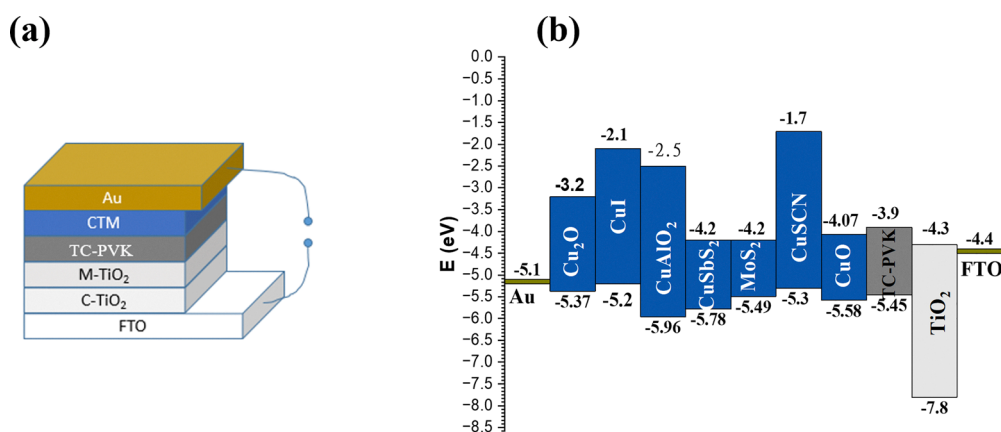 (a)
Au
CTM
TC-PVK
M-TiO₂
C-TiO₂
FTO
(b)
E (eV)
0.0
−0.5
−1.0
−1.5
−2.0
−2.5
−3.0
−3.5
−4.0
−4.5
−5.0
−5.5
−6.0
−6.5
−7.0
−7.5
−8.0
−8.5
-5.1
Au
-3.2
Cu₂O
-5.37
-2.1
CuI
-5.2
-2.5
CuAlO₂
-5.96
-4.2
CuSbS₂
-5.78
-4.2
MoS₂
-5.49
-1.7
CuSCN
-5.3
-4.07
CuO
-5.58
-3.9
TC-PVK
-5.45
-4.3
TiO₂
-7.8
-4.4
FTO